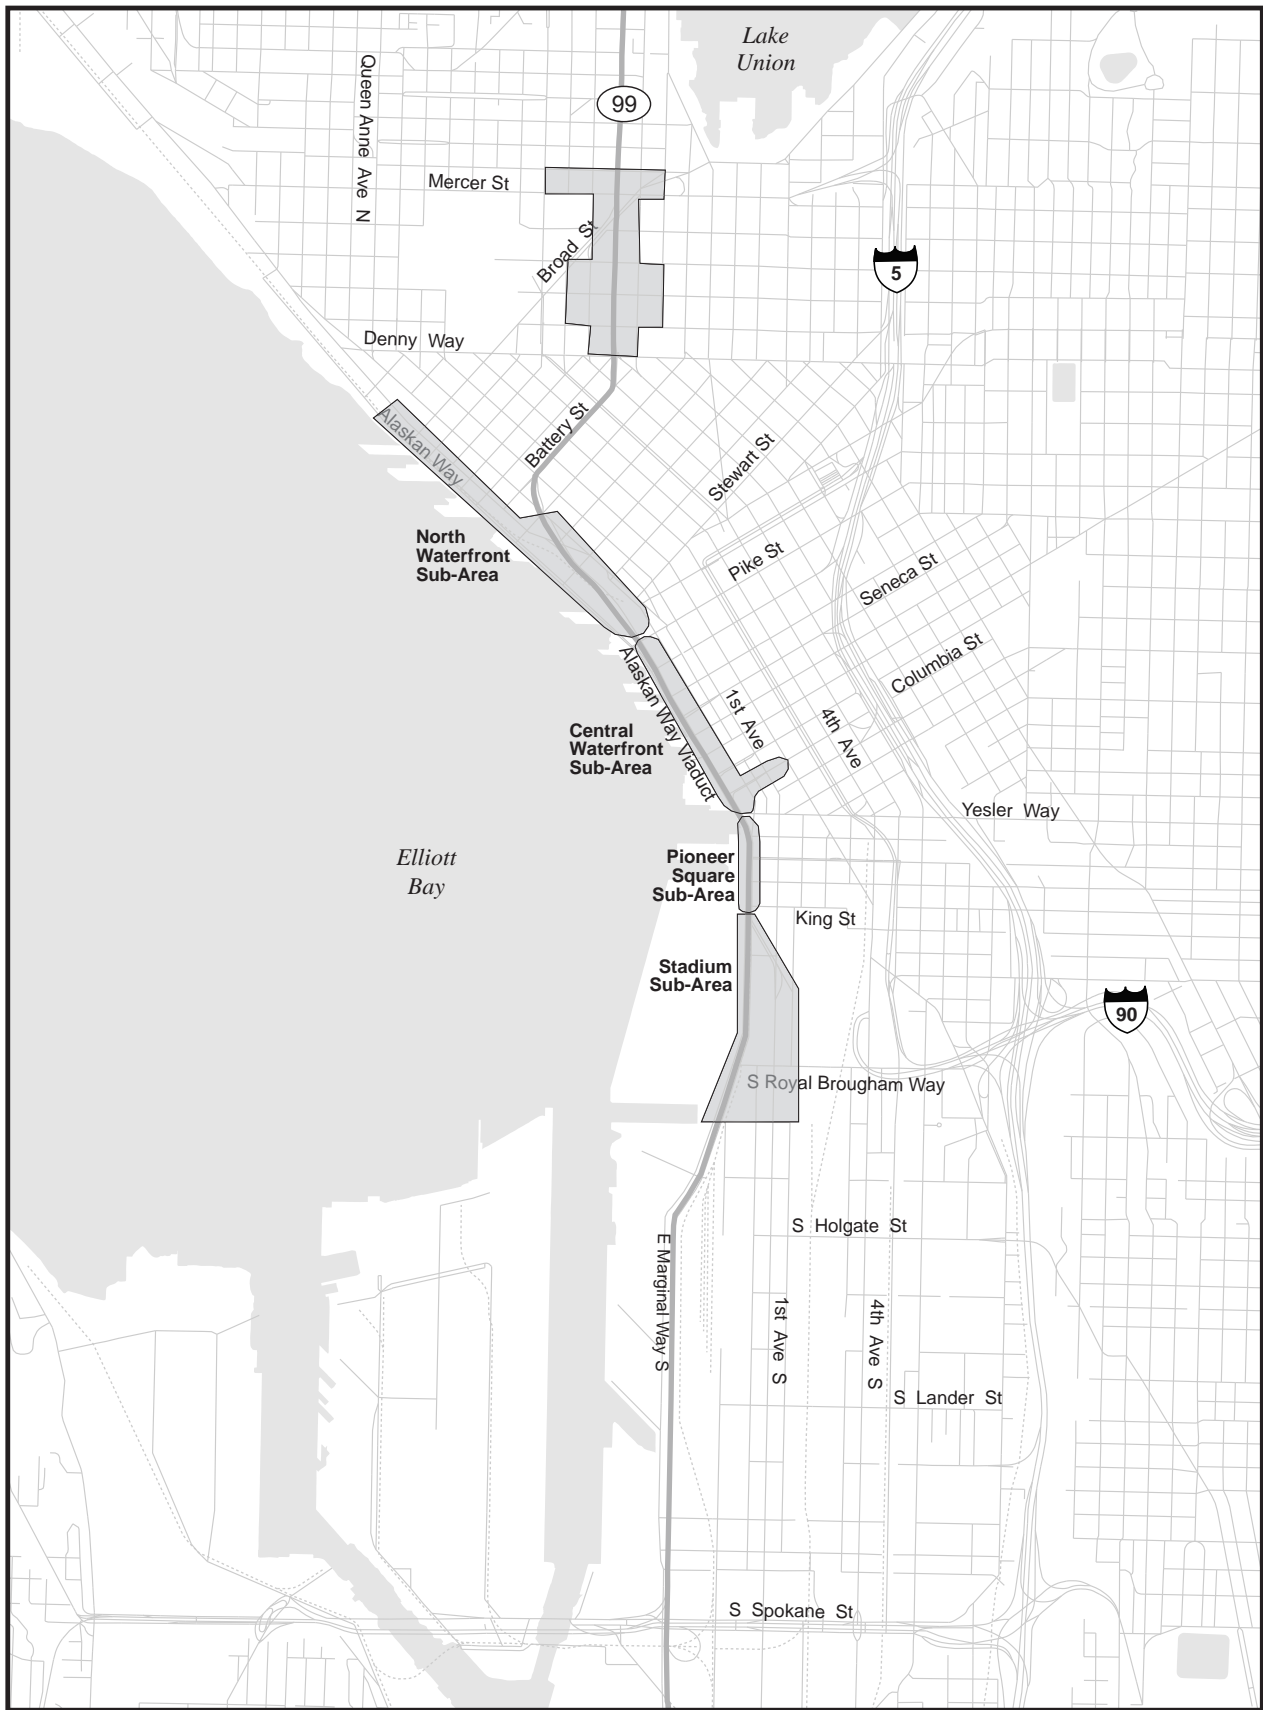 Lake
Union
Queen Anne Ave N
99
Mercer St
Broad St
5
Denny Way
Alaskan Way
Battery St
Stewart St
North
Waterfront
Sub-Area
Pike St
Seneca St
Columbia St
Alaskan Way Viaduct
1st Ave
4th Ave
Central
Waterfront
Sub-Area
Yesler Way
Elliott
Bay
Pioneer
Square
Sub-Area
King St
Stadium
Sub-Area
90
S Royal Brougham Way
S Holgate St
E Marginal Way S
1st Ave S
4th Ave S
S Lander St
S Spokane St